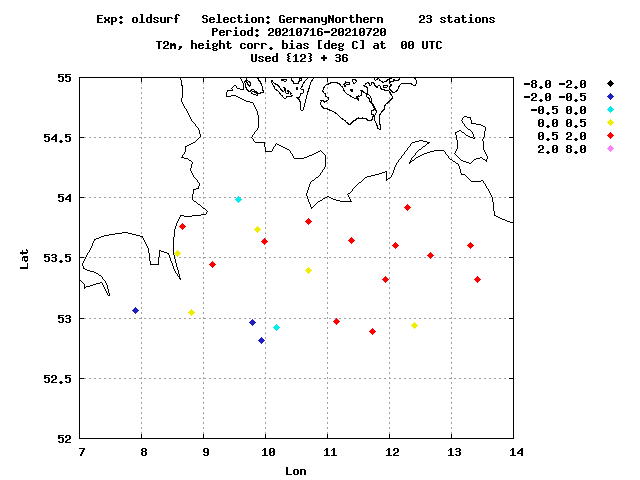 Exp: oldsurf   Selection: GermanyNorthern     23 stations
Period: 20210716-20210720
T2m, height corr. bias [deg C] at  00 UTC
Used {12} + 36
-8.0 -2.0
-2.0 -0.5
-0.5 0.0
0.0 0.5
0.5 2.0
2.0 8.0
55
54.5
54
53.5
53
52.5
52
Lat
7 8 9 10 11 12 13 14
Lon